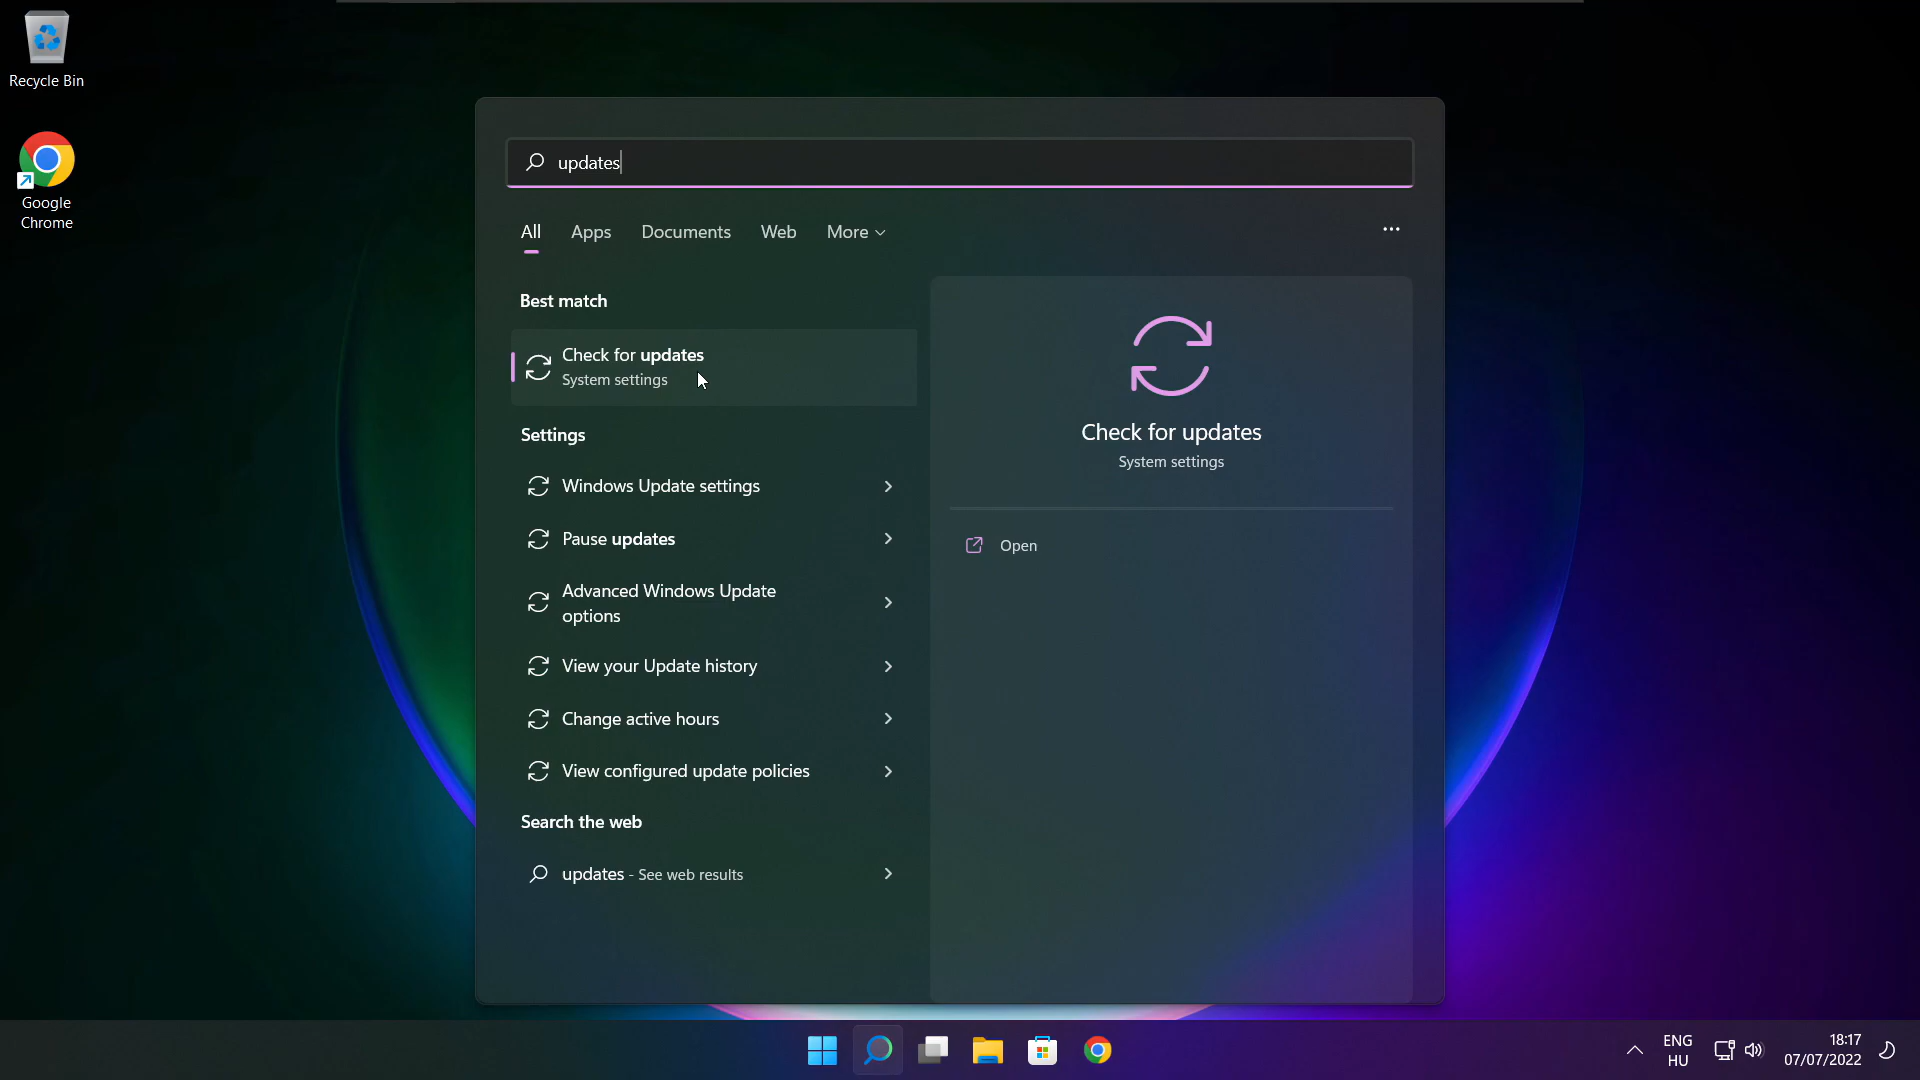 Recycle Bin
Google
Chrome
updates
All Apps Documents Web More
Best match
Check for updates
System settings
Settings
Windows Update settings
Pause updates
Advanced Windows Update
options
View your Update history
Change active hours
View configured update policies
Search the web
updates - See web results
Check for updates
System settings
Open
ENG
HU
18:17
07/07/2022